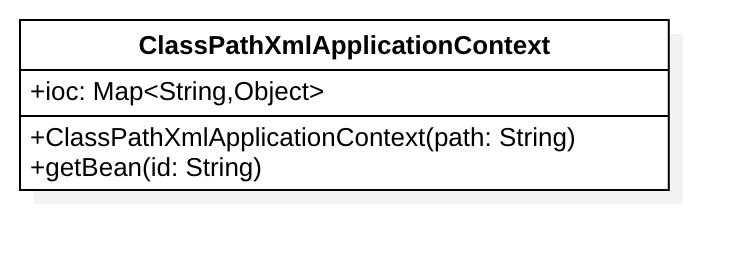 ClassPathXmlApplicationContext
+ioc: Map<String,Object>
+ClassPathXmlApplicationContext(path: String)
+getBean(id: String)